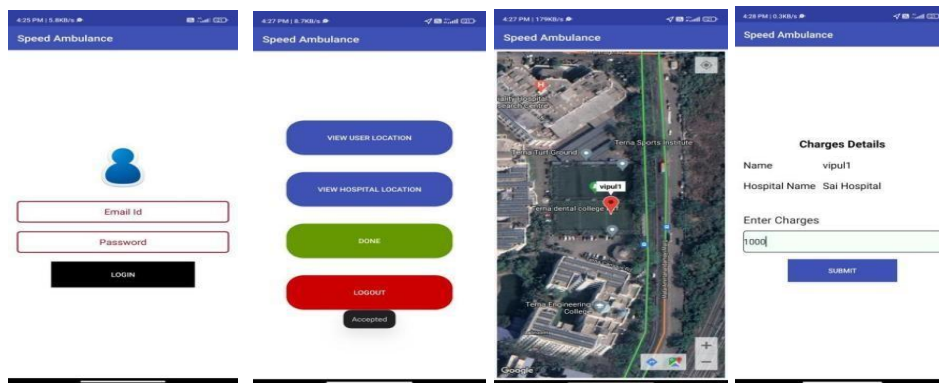 4:25 PM | 5.8KB/s
Speed Ambulance
Email Id
Password
LOGIN
4:27 PM | 6.7KB/s
Speed Ambulance
VIEW USER LOCATION
VIEW HOSPITAL LOCATION
DONE
LOGOUT
Accepted
4:27 PM | 179KB/s
Speed Ambulance
H
Terna Sports Institute
Terna Turf Ground
vipul1
Terna dental college
Terna Engineering
College
Google
4:28 PM | 0.3KB/s
Speed Ambulance
Charges Details
Name vipul1
Hospital Name Sai Hospital
Enter Charges
1000
SUBMIT